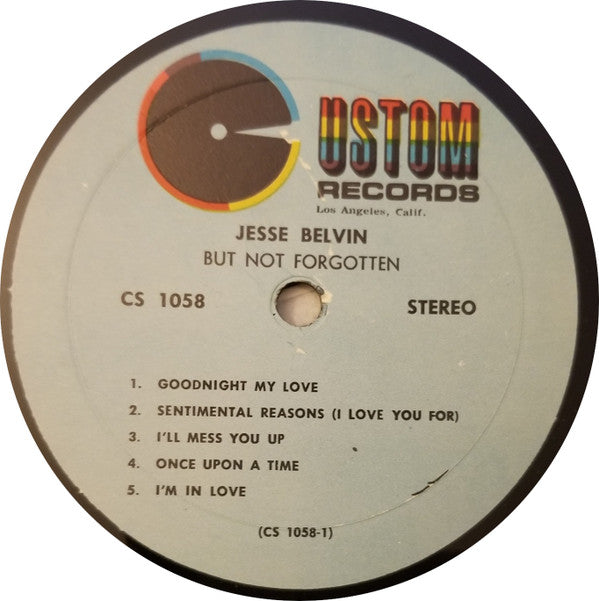 CUSTOM
RECORDS
Los Angeles, Calif.
JESSE BELVIN
BUT NOT FORGOTTEN
CS 1058
STEREO
1. GOODNIGHT MY LOVE
2. SENTIMENTAL REASONS (I LOVE YOU FOR)
3. I'LL MESS YOU UP
4. ONCE UPON A TIME
5. I'M IN LOVE
(CS 1058-1)